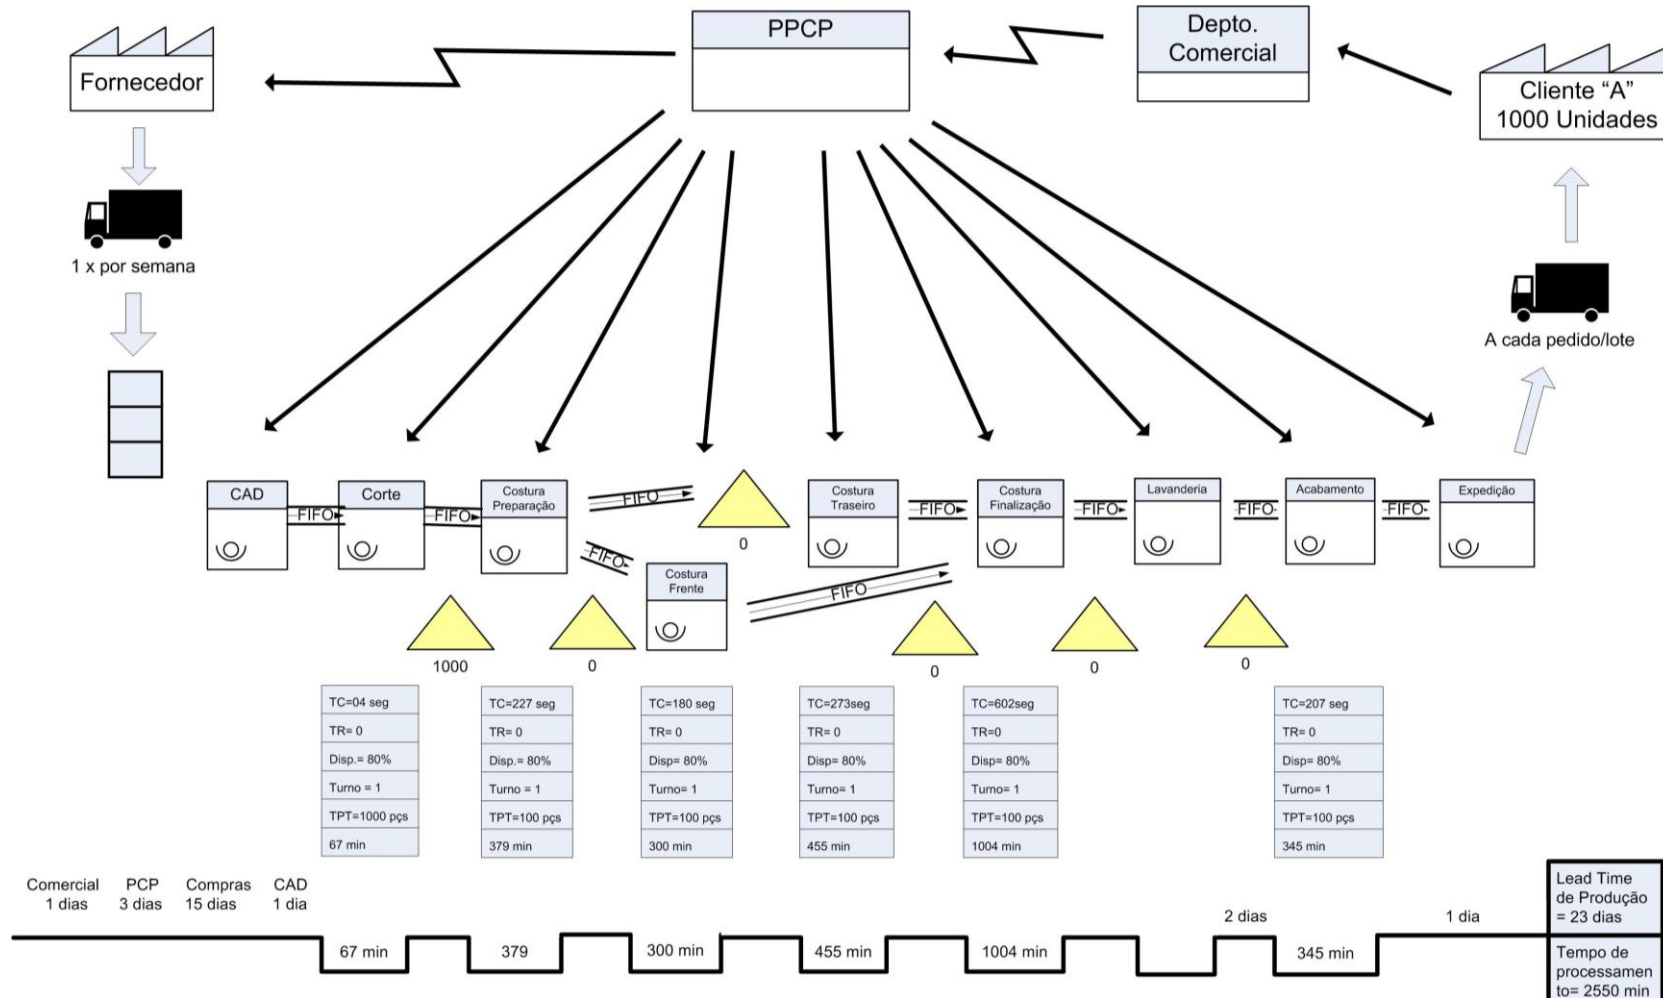 PPCP
Depto.
Comercial
Fornecedor
Cliente “A”
1000 Unidades
1 x por semana
A cada pedido/lote
CAD
FIFO
Corte
FIFO
Costura
Preparação
FIFO
0
Costura
Traseiro
FIFO
Costura
Finalização
FIFO
Lavanderia
FIFO
Acabamento
FIFO
Expedição
FIFO
Costura
Frente
FIFO
1000
0
0
0
0
TC=04 seg
TR= 0
Disp.= 80%
Turno = 1
TPT=1000 pçs
67 min
TC=227 seg
TR= 0
Disp.= 80%
Turno = 1
TPT=100 pçs
379 min
TC=180 seg
TR= 0
Disp= 80%
Turno= 1
TPT=100 pçs
300 min
TC=273seg
TR= 0
Disp= 80%
Turno= 1
TPT=100 pçs
455 min
TC=602seg
TR=0
Disp= 80%
Turno= 1
TPT=100 pçs
1004 min
TC=207 seg
TR= 0
Disp= 80%
Turno= 1
TPT=100 pçs
345 min
Comercial
1 dias
PCP
3 dias
Compras
15 dias
CAD
1 dia
67 min
379
300 min
455 min
1004 min
2 dias
345 min
1 dia
Lead Time
de Produção
= 23 dias
Tempo de
processamen
to= 2550 min